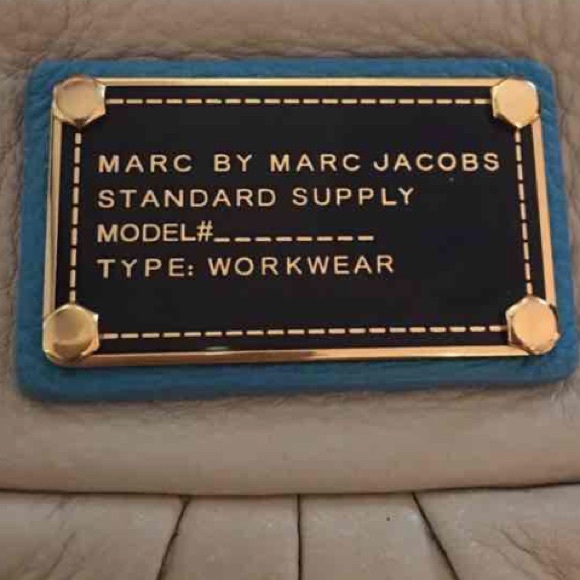 MARC BY MARC JACOBS
STANDARD SUPPLY
MODEL#_________
TYPE: WORKWEAR